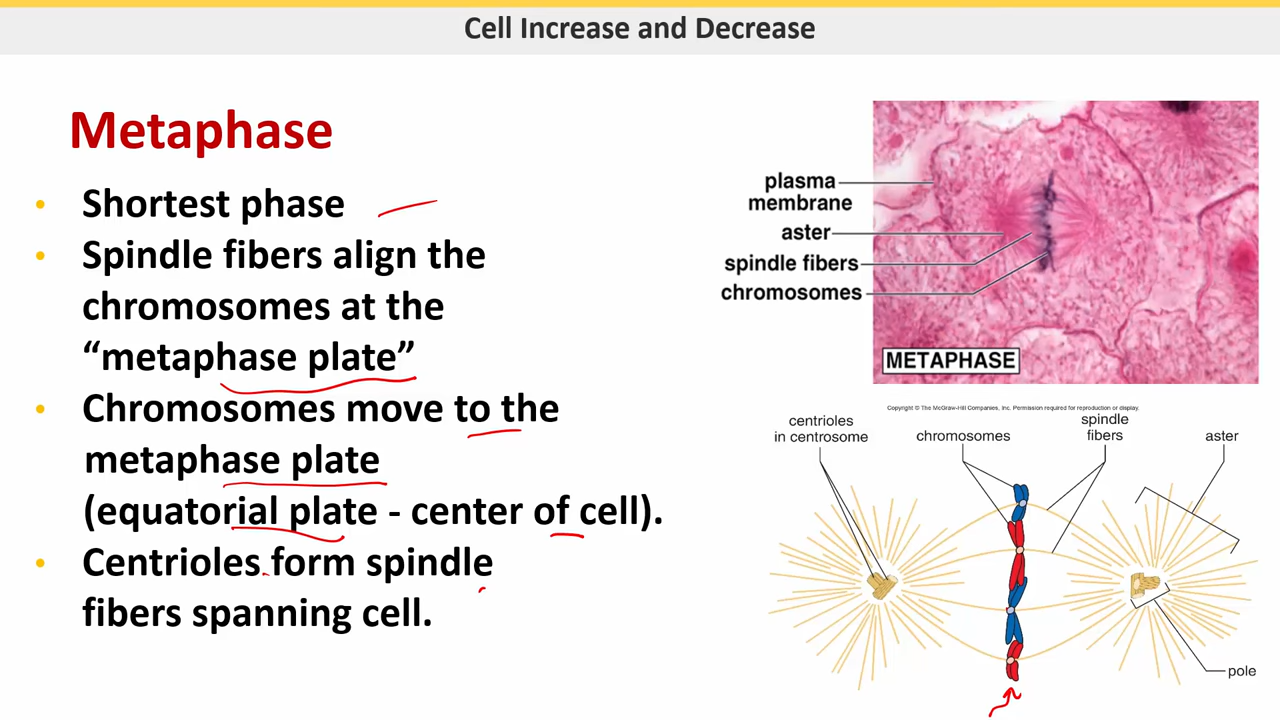 Cell Increase and Decrease
Metaphase
• Shortest phase
• Spindle fibers align the
chromosomes at the
“metaphase plate”
• Chromosomes move to the
metaphase plate
(equatorial plate - center of cell).
• Centrioles form spindle
fibers spanning cell.
plasma
membrane
aster
spindle fibers
chromosomes
METAPHASE
Copyright © The McGraw-Hill Companies, Inc. Permission required for reproduction or display.
centrioles
in centrosome
chromosomes
spindle
fibers
aster
pole